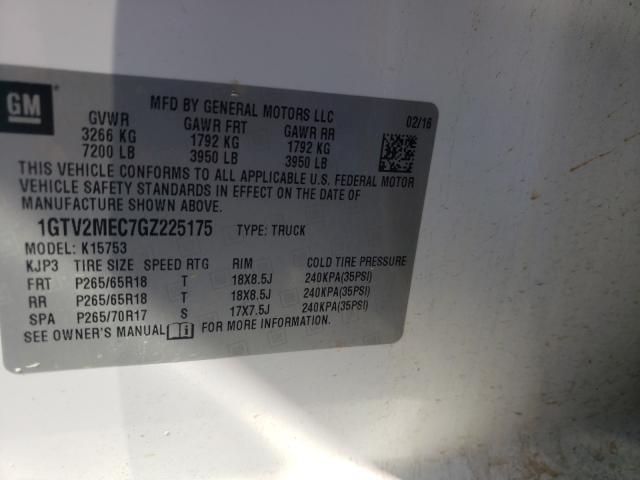 GM
MFD BY GENERAL MOTORS LLC
02/16
GVWR GAWR FRT GAWR RR
3266 KG 1792 KG 1792 KG
7200 LB 3950 LB 3950 LB
THIS VEHICLE CONFORMS TO ALL APPLICABLE U.S. FEDERAL MOTOR
VEHICLE SAFETY STANDARDS IN EFFECT ON THE DATE OF
MANUFACTURE SHOWN ABOVE.
1GTV2MEC7GZ225175 TYPE: TRUCK
MODEL: K15753
KJP3 TIRE SIZE SPEED RTG RIM COLD TIRE PRESSURE
FRT P265/65R18 T 18X8.5J 240KPA(35PSI)
RR P265/65R18 T 18X8.5J 240KPA(35PSI)
SPA P265/70R17 S 17X7.5J 240KPA(35PSI)
SEE OWNER'S MANUAL FOR MORE INFORMATION.